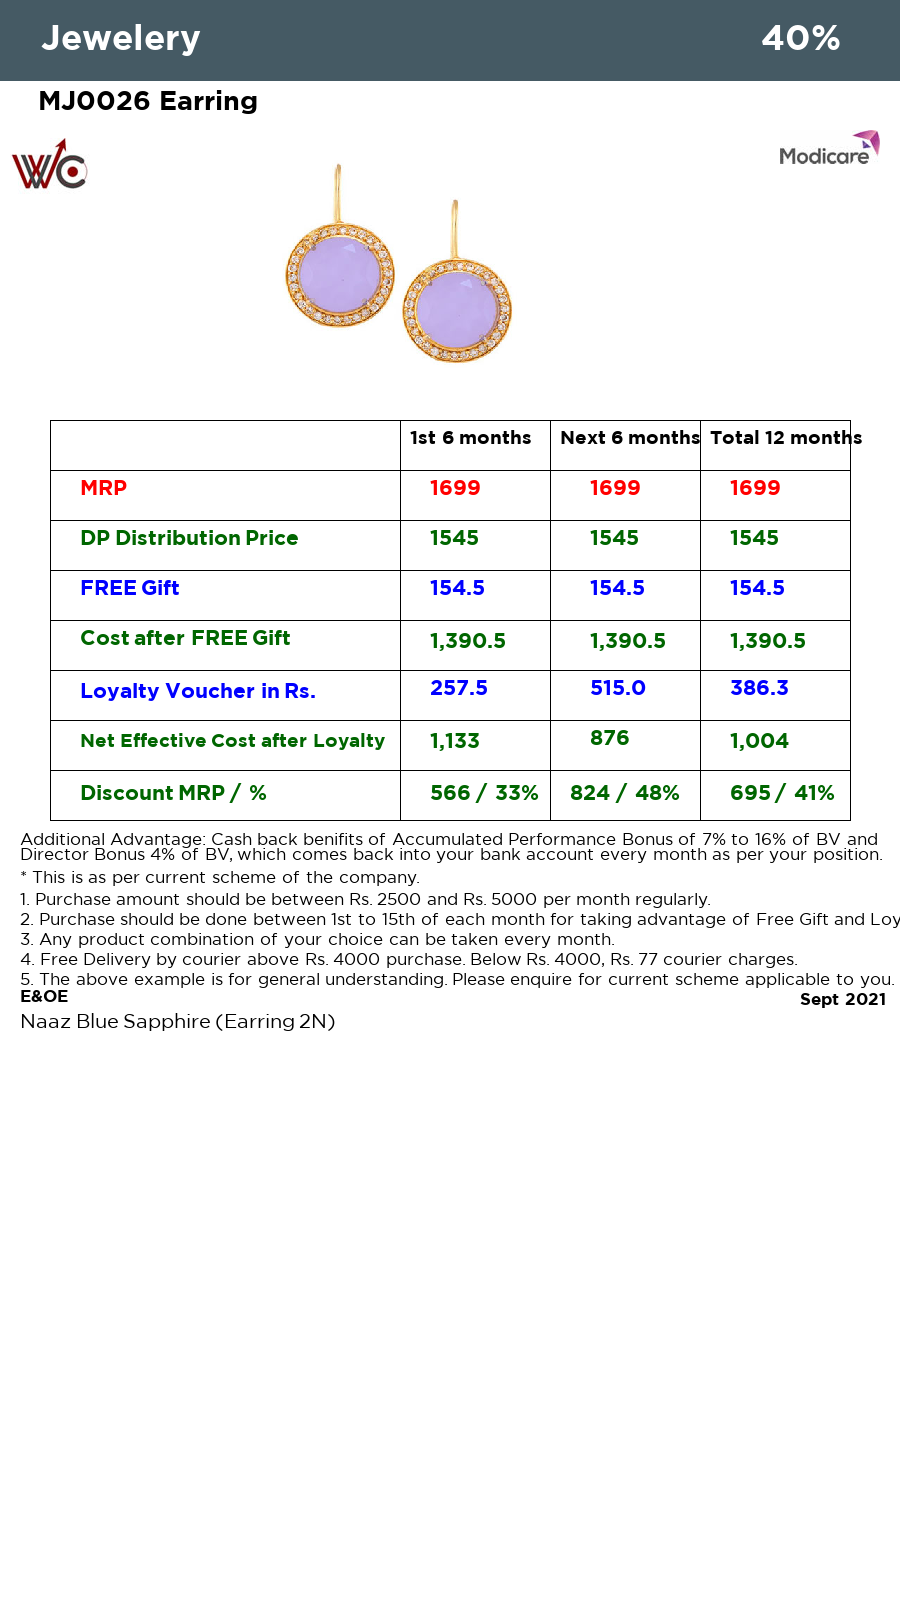 Jewelery 40%
MJ0026 Earring
WC
Modicare
1st 6 months Next 6 months Total 12 months
MRP 1699 1699 1699
DP Distribution Price 1545 1545 1545
FREE Gift 154.5 154.5 154.5
Cost after FREE Gift 1,390.5 1,390.5 1,390.5
Loyalty Voucher in Rs. 257.5 515.0 386.3
Net Effective Cost after Loyalty 1,133 876 1,004
Discount MRP / % 566 / 33% 824 / 48% 695 / 41%
Additional Advantage: Cash back benifits of Accumulated Performance Bonus of 7% to 16% of BV and
Director Bonus 4% of BV, which comes back into your bank account every month as per your position.
* This is as per current scheme of the company.
1. Purchase amount should be between Rs. 2500 and Rs. 5000 per month regularly.
2. Purchase should be done between 1st to 15th of each month for taking advantage of Free Gift and Loy
3. Any product combination of your choice can be taken every month.
4. Free Delivery by courier above Rs. 4000 purchase. Below Rs. 4000, Rs. 77 courier charges.
5. The above example is for general understanding. Please enquire for current scheme applicable to you.
E&OE
Sept 2021
Naaz Blue Sapphire (Earring 2N)